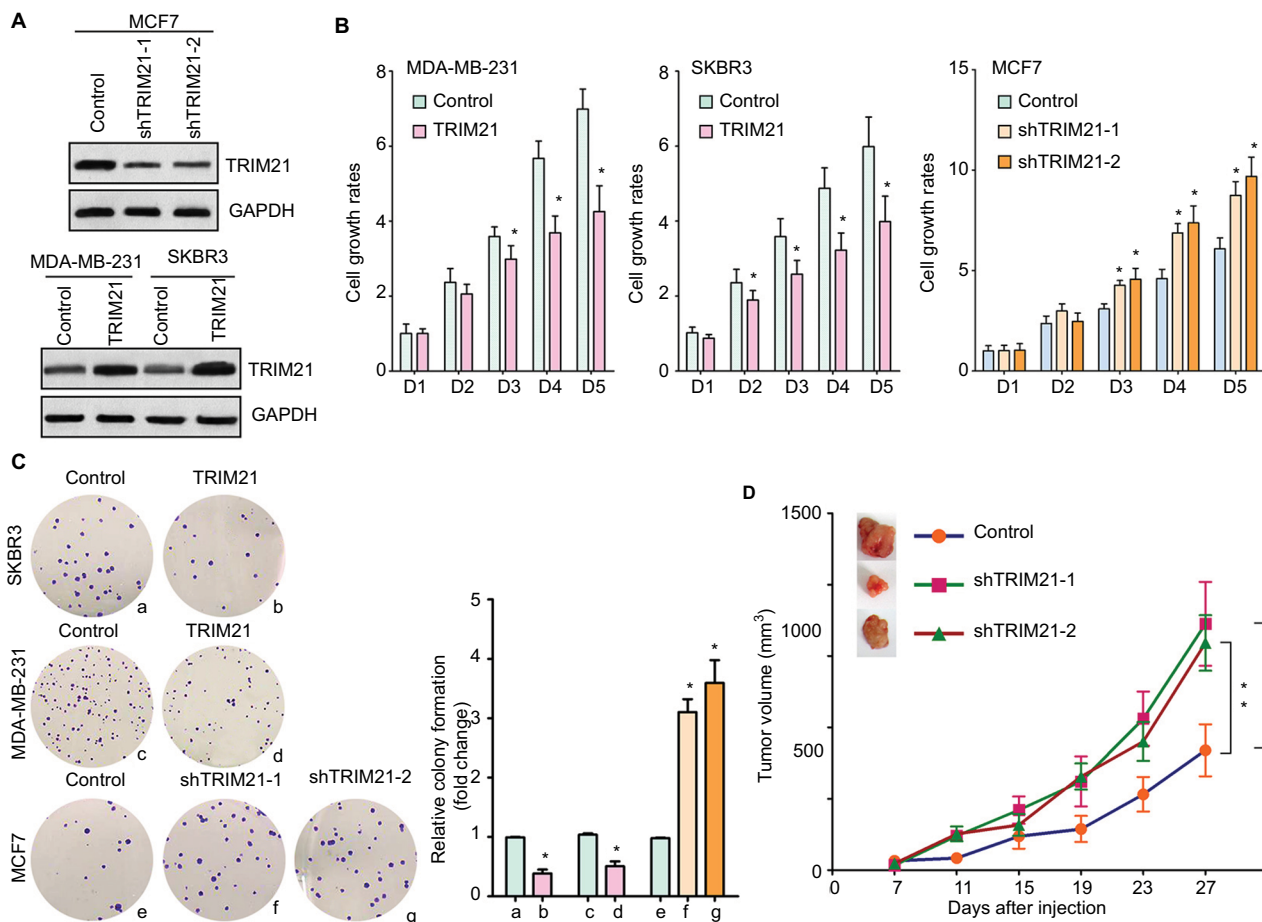 A
MCF7
Control
shTRIM21-1
shTRIM21-2
TRIM21
GAPDH
MDA-MB-231
SKBR3
Control
TRIM21
Control
TRIM21
TRIM21
GAPDH
B
MDA-MB-231
Control
TRIM21
Cell growth rates
8
6
4
2
0
* * *
D1 D2 D3 D4 D5
SKBR3
Control
TRIM21
Cell growth rates
8
6
4
2
0
* * * *
D1 D2 D3 D4 D5
MCF7
Control
shTRIM21-1
shTRIM21-2
Cell growth rates
15
10
5
0
* * * * * *
D1 D2 D3 D4 D5
C
Control TRIM21
SKBR3
a b
Control TRIM21
MDA-MB-231
c d
Control shTRIM21-1 shTRIM21-2
MCF7
e f g
Relative colony formation
(fold change)
5
4
3
2
1
0
* * * *
a b c d e f g
D
Control
shTRIM21-1
shTRIM21-2
Tumor volume (mm³)
1500
1000
500
0
* *
0 7 11 15 19 23 27
Days after injection